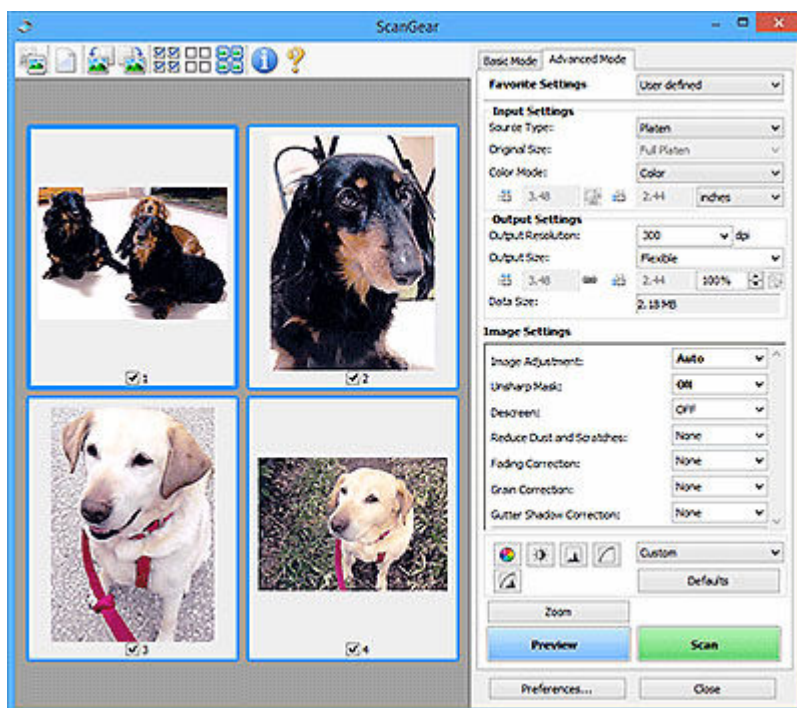 ScanGear
Basic Mode Advanced Mode
Favorite Settings User defined
Input Settings
Source Type: Platen
Original Size: Full Platen
Color Mode: Color
3.48 2.44 inches
Output Settings
Output Resolution: 300 dpi
Output Size: Flexible
3.48 2.44 100%
Data Size: 2.18 MB
Image Settings
Image Adjustment: Auto
Unsharp Mask: ON
Descreen: OFF
Reduce Dust and Scratches: None
Fading Correction: None
Grain Correction: None
Gutter Shadow Correction: None
Custom
Defaults
Zoom
Preview Scan
Preferences... Close
1
2
3
4